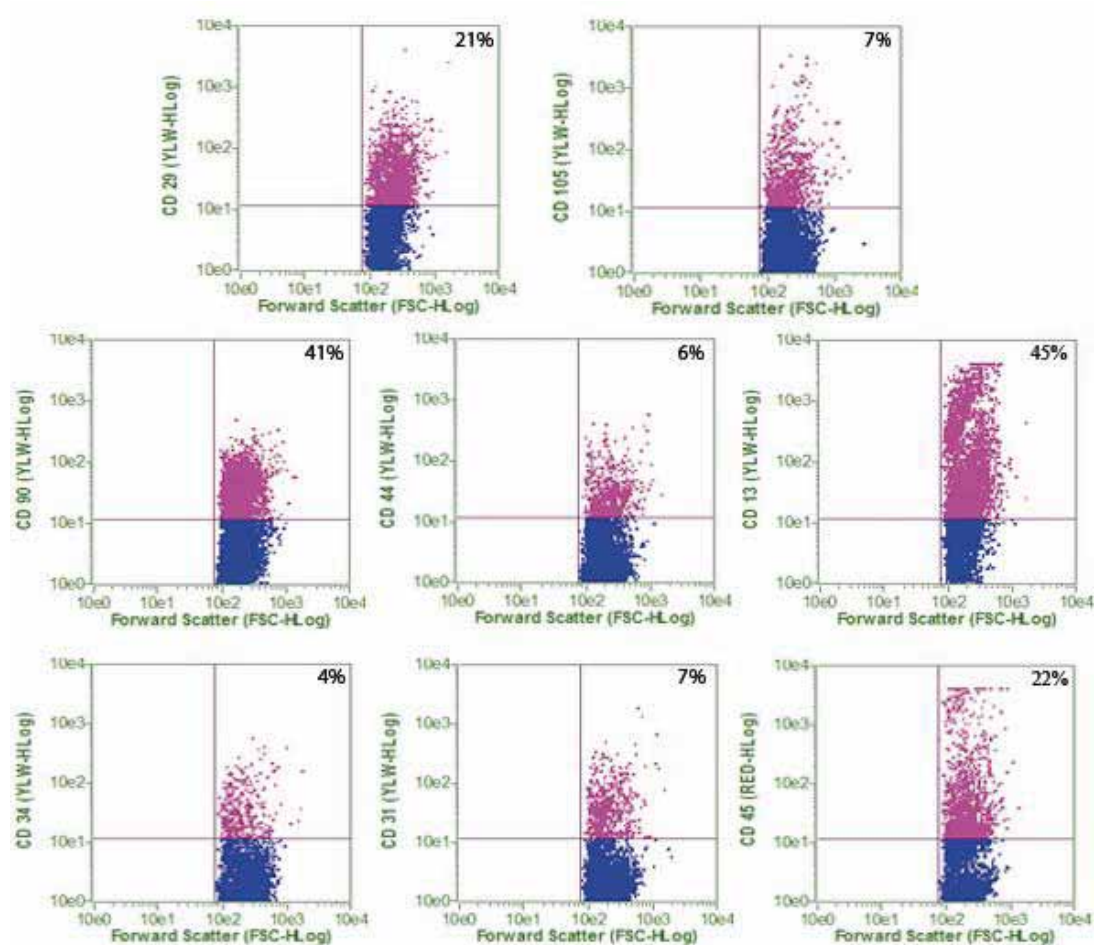 10e4 21%
10e3
10e2
10e1
10e0
CD 29 (YLW-HLog)
10e0 10e1 10e2 10e3 10e4
Forward Scatter (FSC-HLog)
10e4 7%
10e3
10e2
10e1
10e0
CD 105 (YLW-HLog)
10e0 10e1 10e2 10e3 10e4
Forward Scatter (FSC-HLog)
10e4 41%
10e3
10e2
10e1
10e0
CD 90 (YLW-HLog)
10e0 10e1 10e2 10e3 10e4
Forward Scatter (FSC-HLog)
10e4 6%
10e3
10e2
10e1
10e0
CD 44 (YLW-HLog)
10e0 10e1 10e2 10e3 10e4
Forward Scatter (FSC-HLog)
10e4 45%
10e3
10e2
10e1
10e0
CD 13 (YLW-HLog)
10e0 10e1 10e2 10e3 10e4
Forward Scatter (FSC-HLog)
10e4 4%
10e3
10e2
10e1
10e0
CD 34 (YLW-HLog)
10e0 10e1 10e2 10e3 10e4
Forward Scatter (FSC-HLog)
10e4 7%
10e3
10e2
10e1
10e0
CD 31 (YLW-HLog)
10e0 10e1 10e2 10e3 10e4
Forward Scatter (FSC-HLog)
10e4 22%
10e3
10e2
10e1
10e0
CD 45 (RED-HLog)
10e0 10e1 10e2 10e3 10e4
Forward Scatter (FSC-HLog)